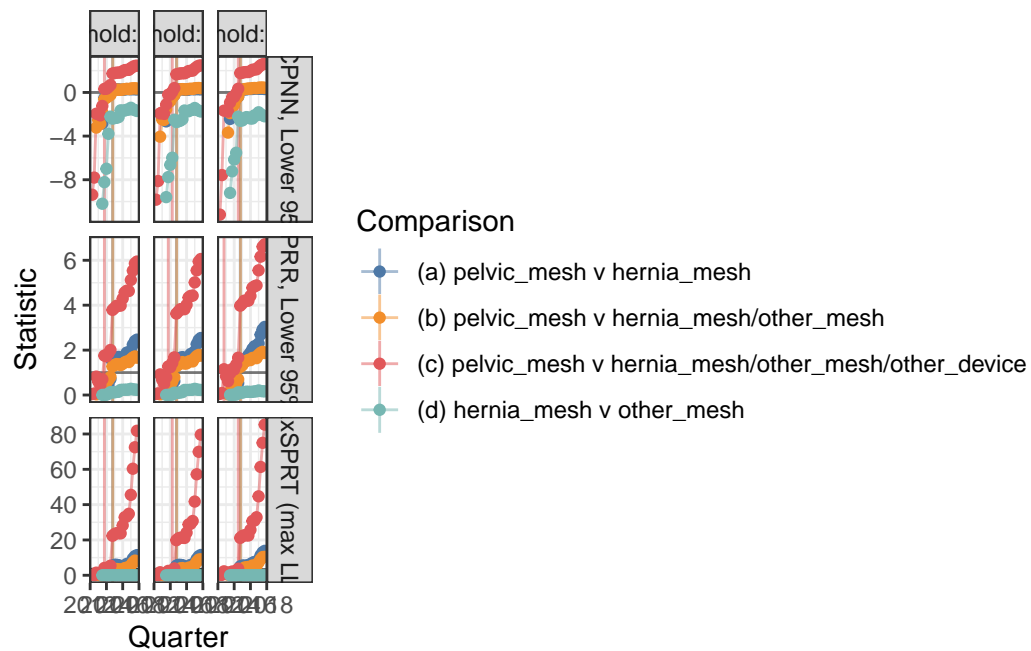 hold: hold: hold:
CPNN, Lower 95
0
−4
−8
PRR, Lower 95%
6
4
2
0
xSPRT (max LL
80
60
40
20
0
Statistic
Quarter
Comparison
(a) pelvic_mesh v hernia_mesh
(b) pelvic_mesh v hernia_mesh/other_mesh
(c) pelvic_mesh v hernia_mesh/other_mesh/other_device
(d) hernia_mesh v other_mesh